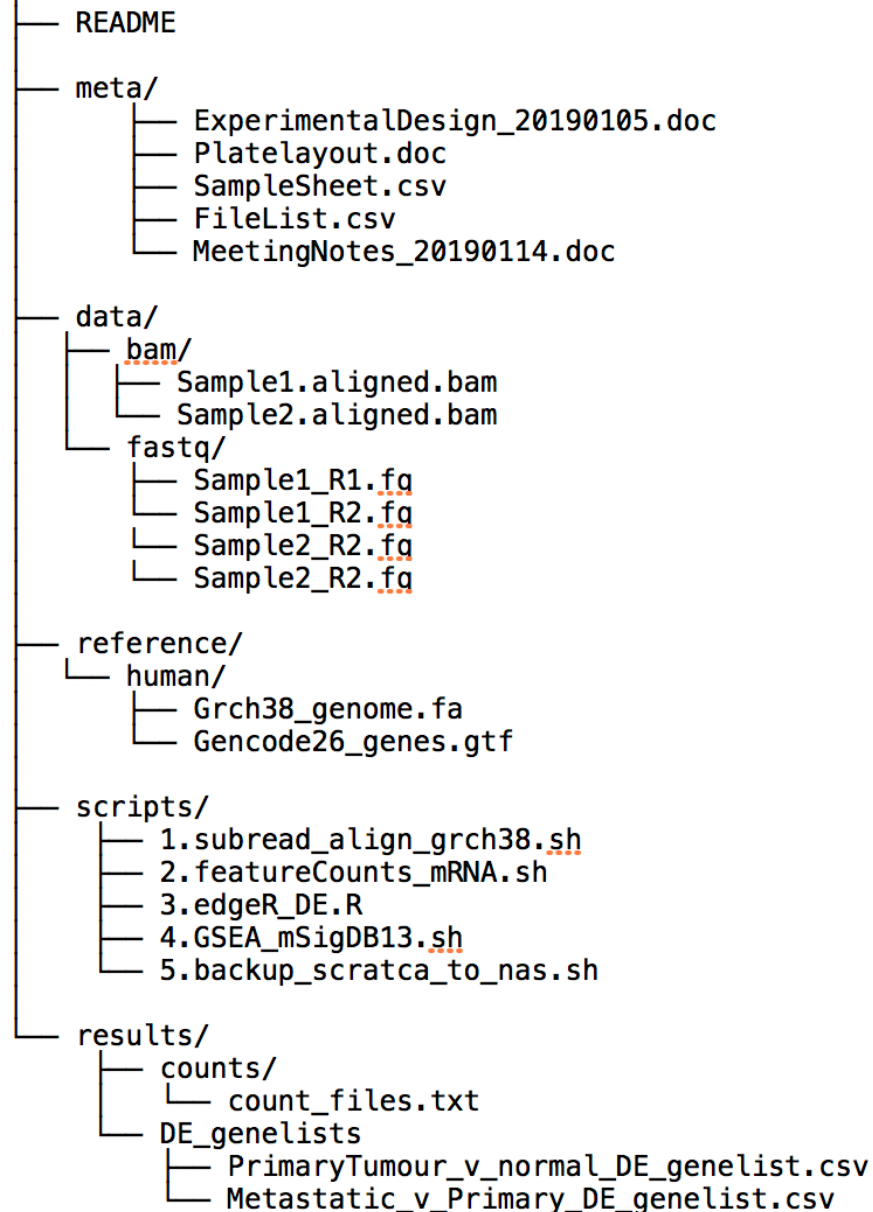 ├── README
├── meta/
├── ExperimentalDesign_20190105.doc
├── Platelayout.doc
├── SampleSheet.csv
├── FileList.csv
└── MeetingNotes_20190114.doc
├── data/
├── bam/
├── Sample1.aligned.bam
└── Sample2.aligned.bam
└── fastq/
├── Sample1_R1.fq
└── Sample1_R2.fq
└── Sample2_R2.fq
└── Sample2_R2.fq
├── reference/
└── human/
├── Grch38_genome.fa
└── Gencode26_genes.gtf
├── scripts/
├── 1.subread_align_grch38.sh
├── 2.featureCounts_mRNA.sh
├── 3.edgeR_DE.R
├── 4.GSEA_mSigDB13.sh
└── 5.backup_scratca_to_nas.sh
└── results/
├── counts/
└── count_files.txt
└── DE_genelists
├── PrimaryTumour_v_normal_DE_genelist.csv
└── Metastatic_v_Primary_DE_genelist.csv